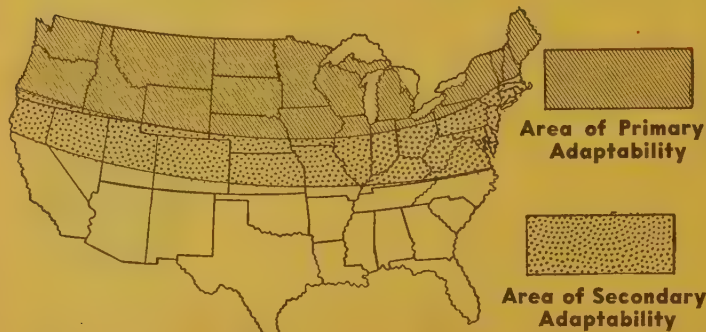 Area of Primary
Adaptability
Area of Secondary
Adaptability